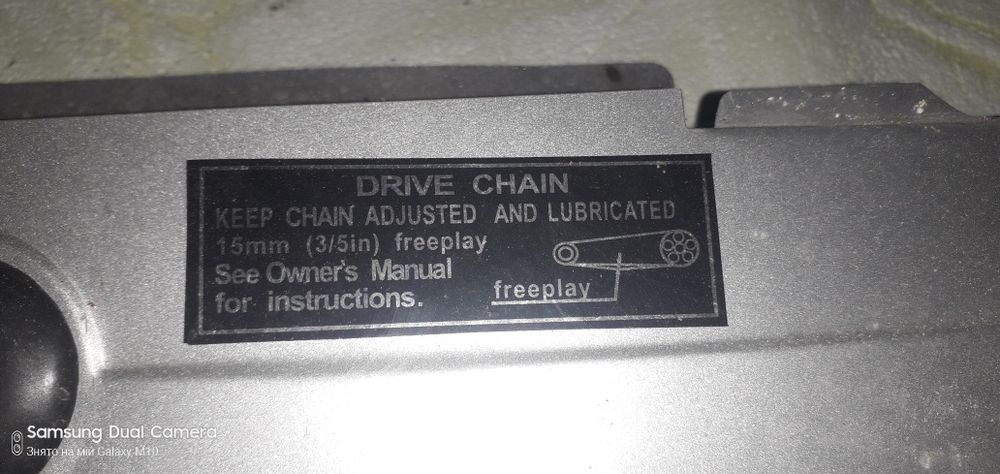 DRIVE CHAIN
KEEP CHAIN ADJUSTED AND LUBRICATED
15mm (3/5in) freeplay
See Owner's Manual
for instructions.
freeplay
Samsung Dual Camera
Знято на мій Galaxy M10